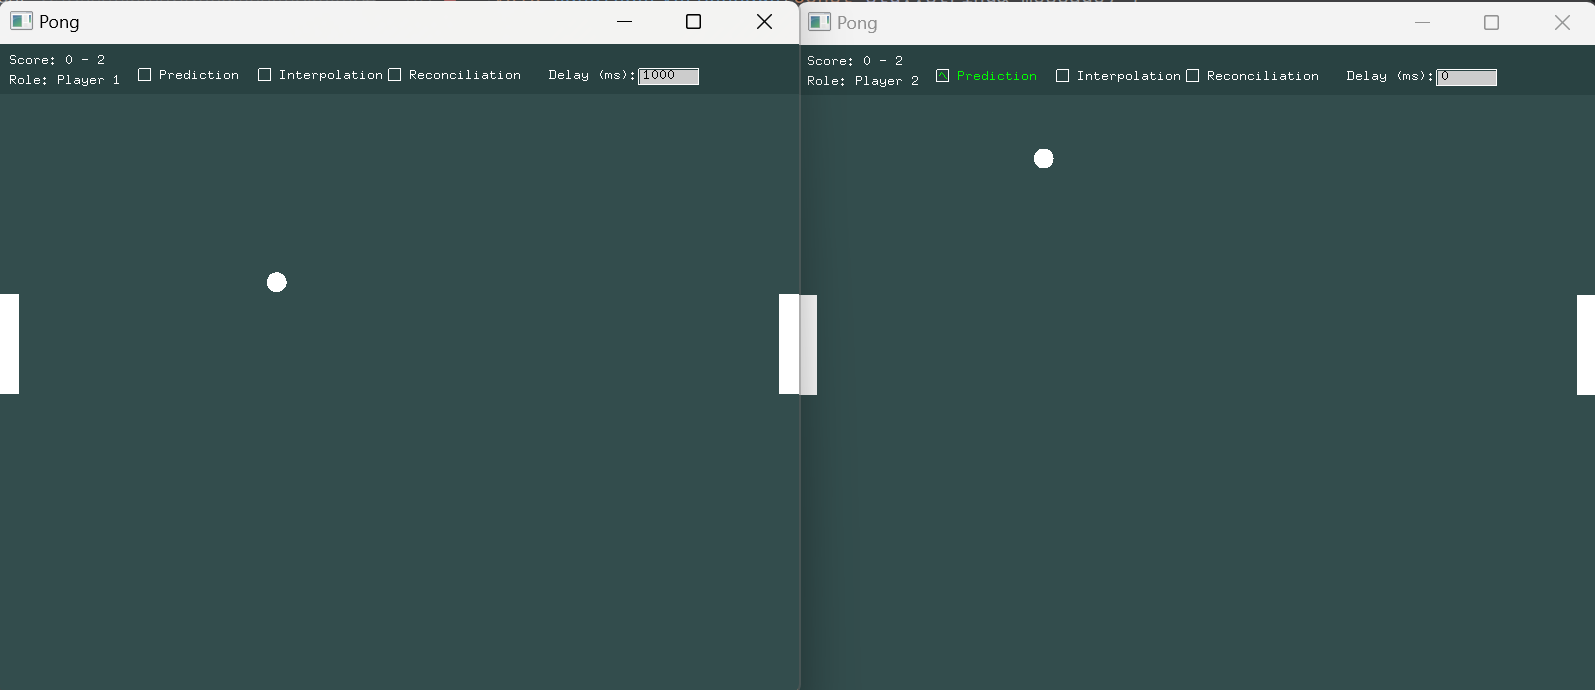 Pong
Score: 0 - 2
Role: Player 1
Prediction
Interpolation
Reconciliation
Delay (ms):
1000
Pong
Score: 0 - 2
Role: Player 2
Prediction
Interpolation
Reconciliation
Delay (ms):
0